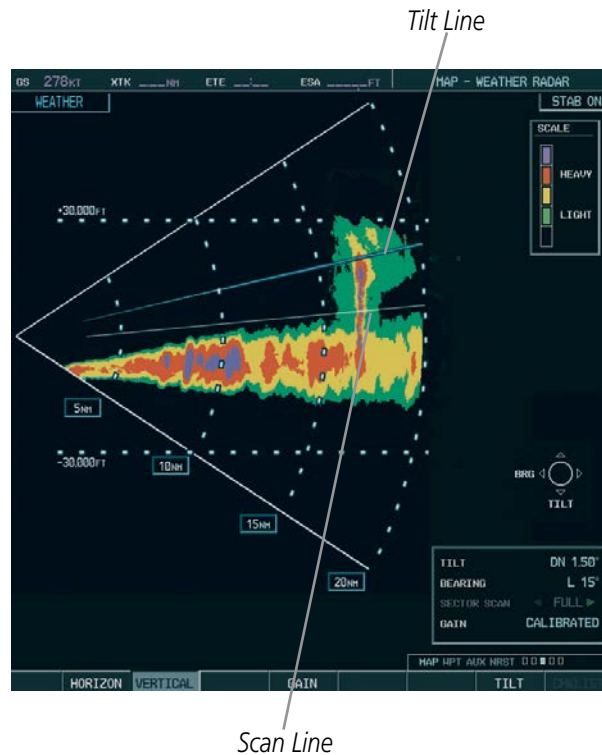 Tilt Line
GS 278KT XTK ___NM ETE __:__ ESA _____FT MAP - WEATHER RADAR
WEATHER STAB ON
SCALE
HEAVY
LIGHT
+30,000FT
5NM
-30,000FT
10NM
BRG
TILT
15NM
20NM
TILT DN 1.50°
BEARING L 15°
SECTOR SCAN FULL
GAIN CALIBRATED
MAP WPT AUX NRST
HORIZON VERTICAL GAIN TILT
Scan Line